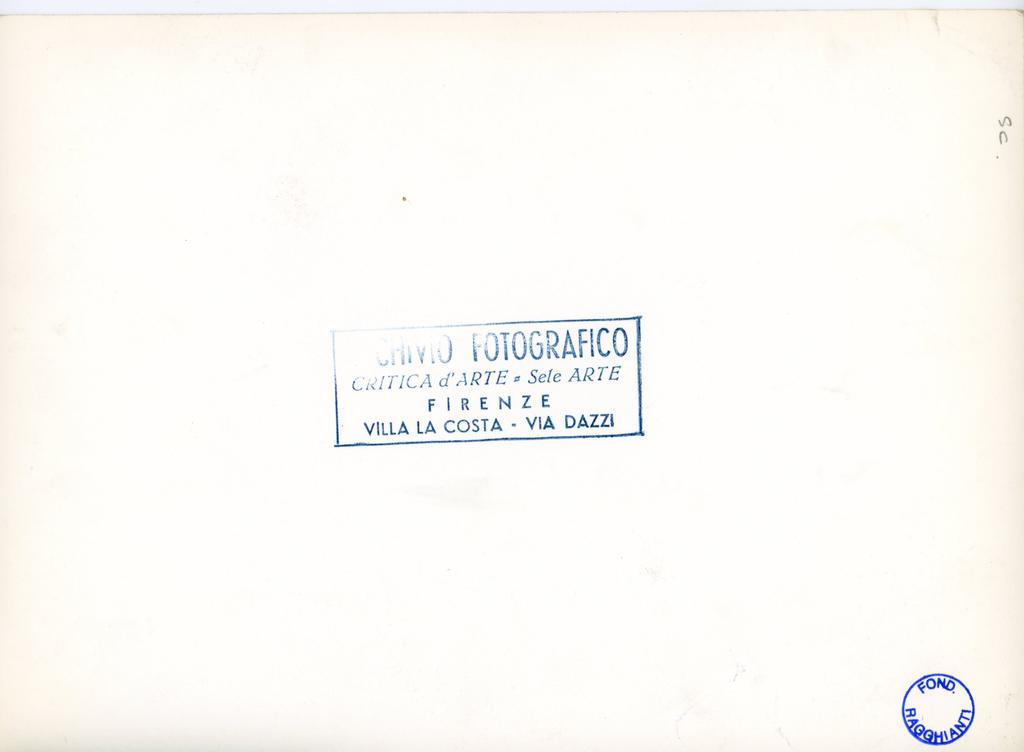 CHIVIO FOTOGRAFICO
CRITICA d'ARTE = Sele ARTE
FIRENZE
VILLA LA COSTA - VIA DAZZI
FOND.
RAGGHIANTI